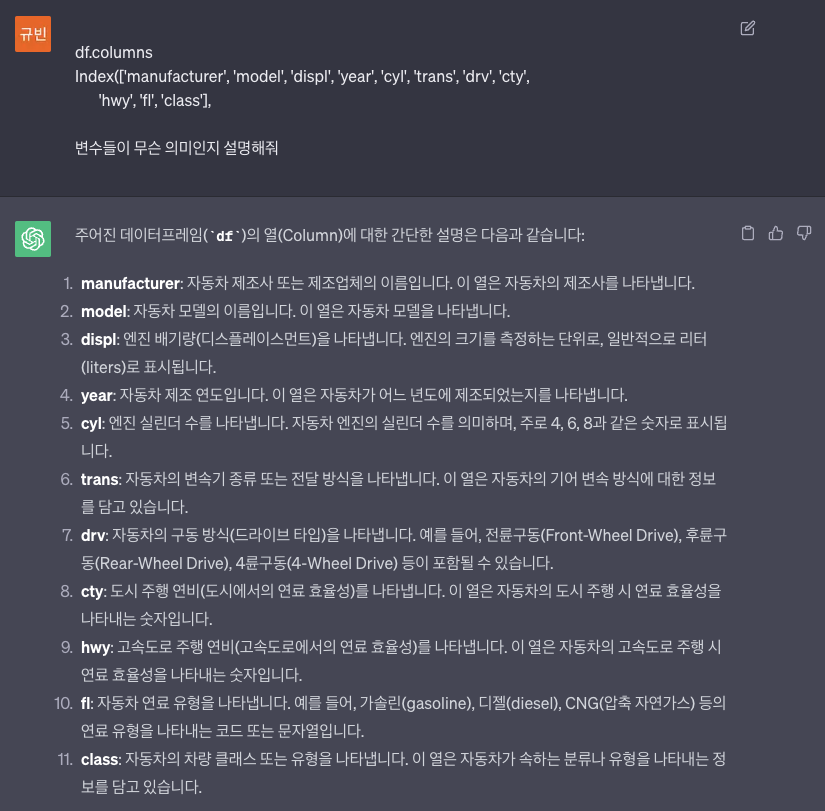 규빈
df.columns
Index(['manufacturer', 'model', 'displ', 'year', 'cyl', 'trans', 'drv', 'cty',
'hwy', 'fl', 'class'],
변수들이 무슨 의미인지 설명해줘
주어진 데이터프레임(`df`)의 열(Column)에 대한 간단한 설명은 다음과 같습니다:
1. manufacturer: 자동차 제조사 또는 제조업체의 이름입니다. 이 열은 자동차의 제조사를 나타냅니다.
2. model: 자동차 모델의 이름입니다. 이 열은 자동차 모델을 나타냅니다.
3. displ: 엔진 배기량(디스플레이스먼트)을 나타냅니다. 엔진의 크기를 측정하는 단위로, 일반적으로 리터
(liters)로 표시됩니다.
4. year: 자동차 제조 연도입니다. 이 열은 자동차가 어느 년도에 제조되었는지를 나타냅니다.
5. cyl: 엔진 실린더 수를 나타냅니다. 자동차 엔진의 실린더 수를 의미하며, 주로 4, 6, 8과 같은 숫자로 표시됩
니다.
6. trans: 자동차의 변속기 종류 또는 전달 방식을 나타냅니다. 이 열은 자동차의 기어 변속 방식에 대한 정보
를 담고 있습니다.
7. drv: 자동차의 구동 방식(드라이브 타입)을 나타냅니다. 예를 들어, 전륜구동(Front-Wheel Drive), 후륜구
동(Rear-Wheel Drive), 4륜구동(4-Wheel Drive) 등이 포함될 수 있습니다.
8. cty: 도시 주행 연비(도시에서의 연료 효율성)를 나타냅니다. 이 열은 자동차의 도시 주행 시 연료 효율성을
나타내는 숫자입니다.
9. hwy: 고속도로 주행 연비(고속도로에서의 연료 효율성)를 나타냅니다. 이 열은 자동차의 고속도로 주행 시
연료 효율성을 나타내는 숫자입니다.
10. fl: 자동차 연료 유형을 나타냅니다. 예를 들어, 가솔린(gasoline), 디젤(diesel), CNG(압축 자연가스) 등의
연료 유형을 나타내는 코드 또는 문자열입니다.
11. class: 자동차의 차량 클래스 또는 유형을 나타냅니다. 이 열은 자동차가 속하는 분류나 유형을 나타내는 정
보를 담고 있습니다.